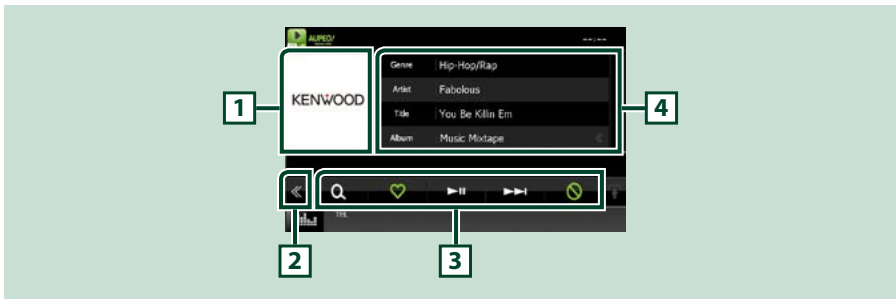 AUPEO!
--:--
Genre Hip-Hop/Rap
Artist Fabolous
Title You Be Killin Em
Album Music Mixtape
KENWOOD
1
4
TEL
2
3